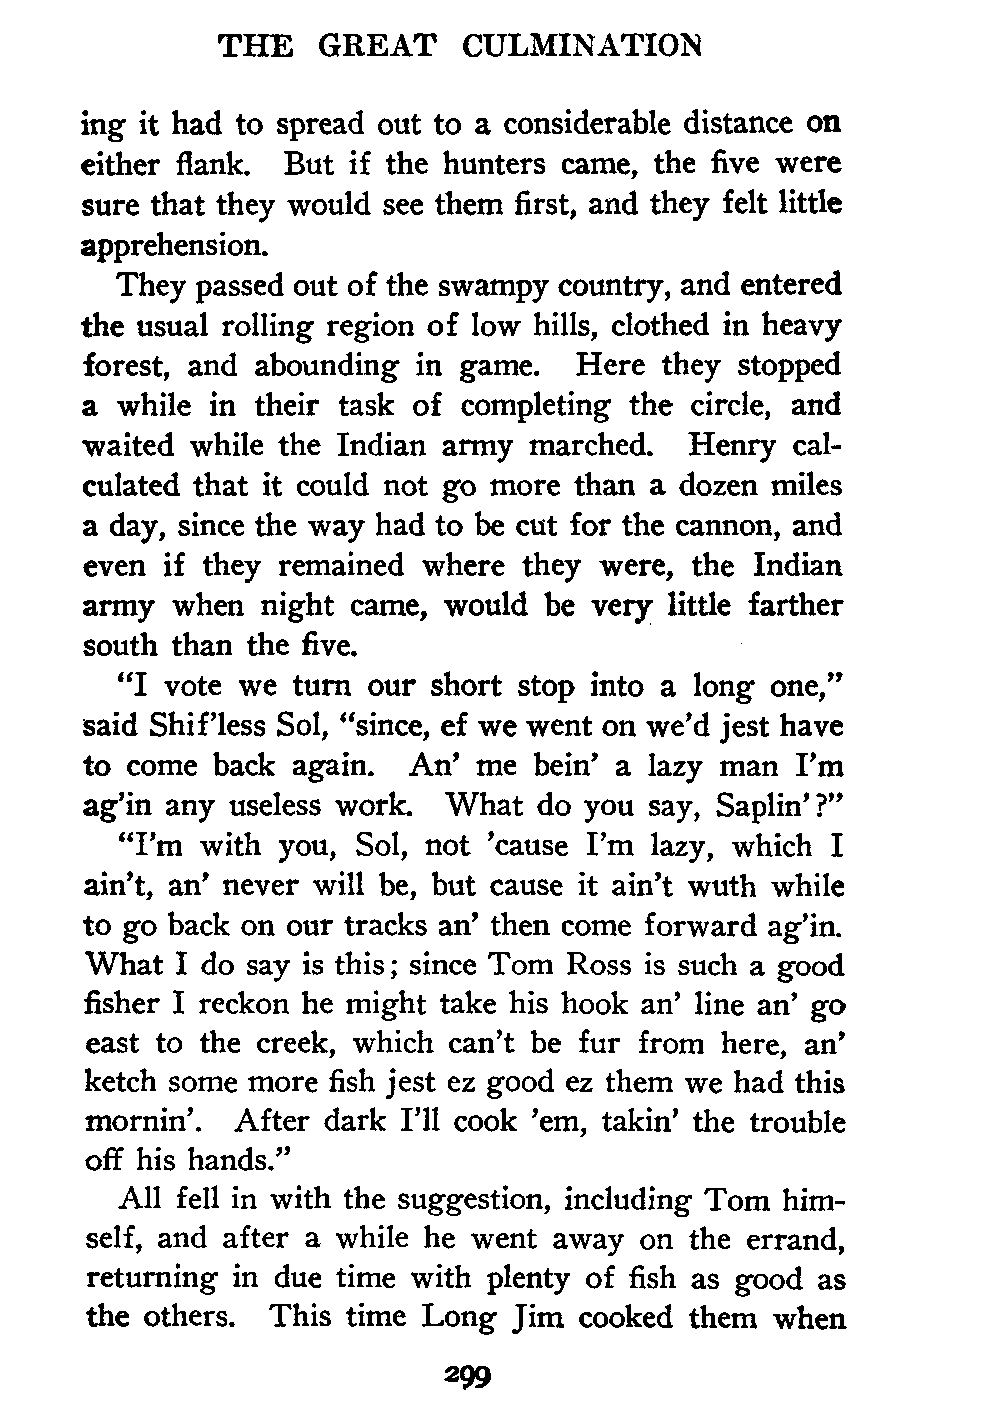 THE GREAT CULMINATION
ing it had to spread out to a considerable distance on
either flank. But if the hunters came, the five were
sure that they would see them first, and they felt little
apprehension.
They passed out of the swampy country, and entered
the usual rolling region of low hills, clothed in heavy
forest, and abounding in game. Here they stopped
a while in their task of completing the circle, and
waited while the Indian army marched. Henry cal-
culated that it could not go more than a dozen miles
a day, since the way had to be cut for the cannon, and
even if they remained where they were, the Indian
army when night came, would be very little farther
south than the five.
“I vote we turn our short stop into a long one,”
said Shif’less Sol, “since, ef we went on we’d jest have
to come back again. An’ me bein’ a lazy man I’m
ag’in any useless work. What do you say, Saplin’?”
“I’m with you, Sol, not ’cause I’m lazy, which I
ain’t, an’ never will be, but cause it ain’t wuth while
to go back on our tracks an’ then come forward ag’in.
What I do say is this; since Tom Ross is such a good
fisher I reckon he might take his hook an’ line an’ go
east to the creek, which can’t be fur from here, an’
ketch some more fish jest ez good ez them we had this
mornin’. After dark I’ll cook ’em, takin’ the trouble
off his hands.”
All fell in with the suggestion, including Tom him-
self, and after a while he went away on the errand,
returning in due time with plenty of fish as good as
the others. This time Long Jim cooked them when
299